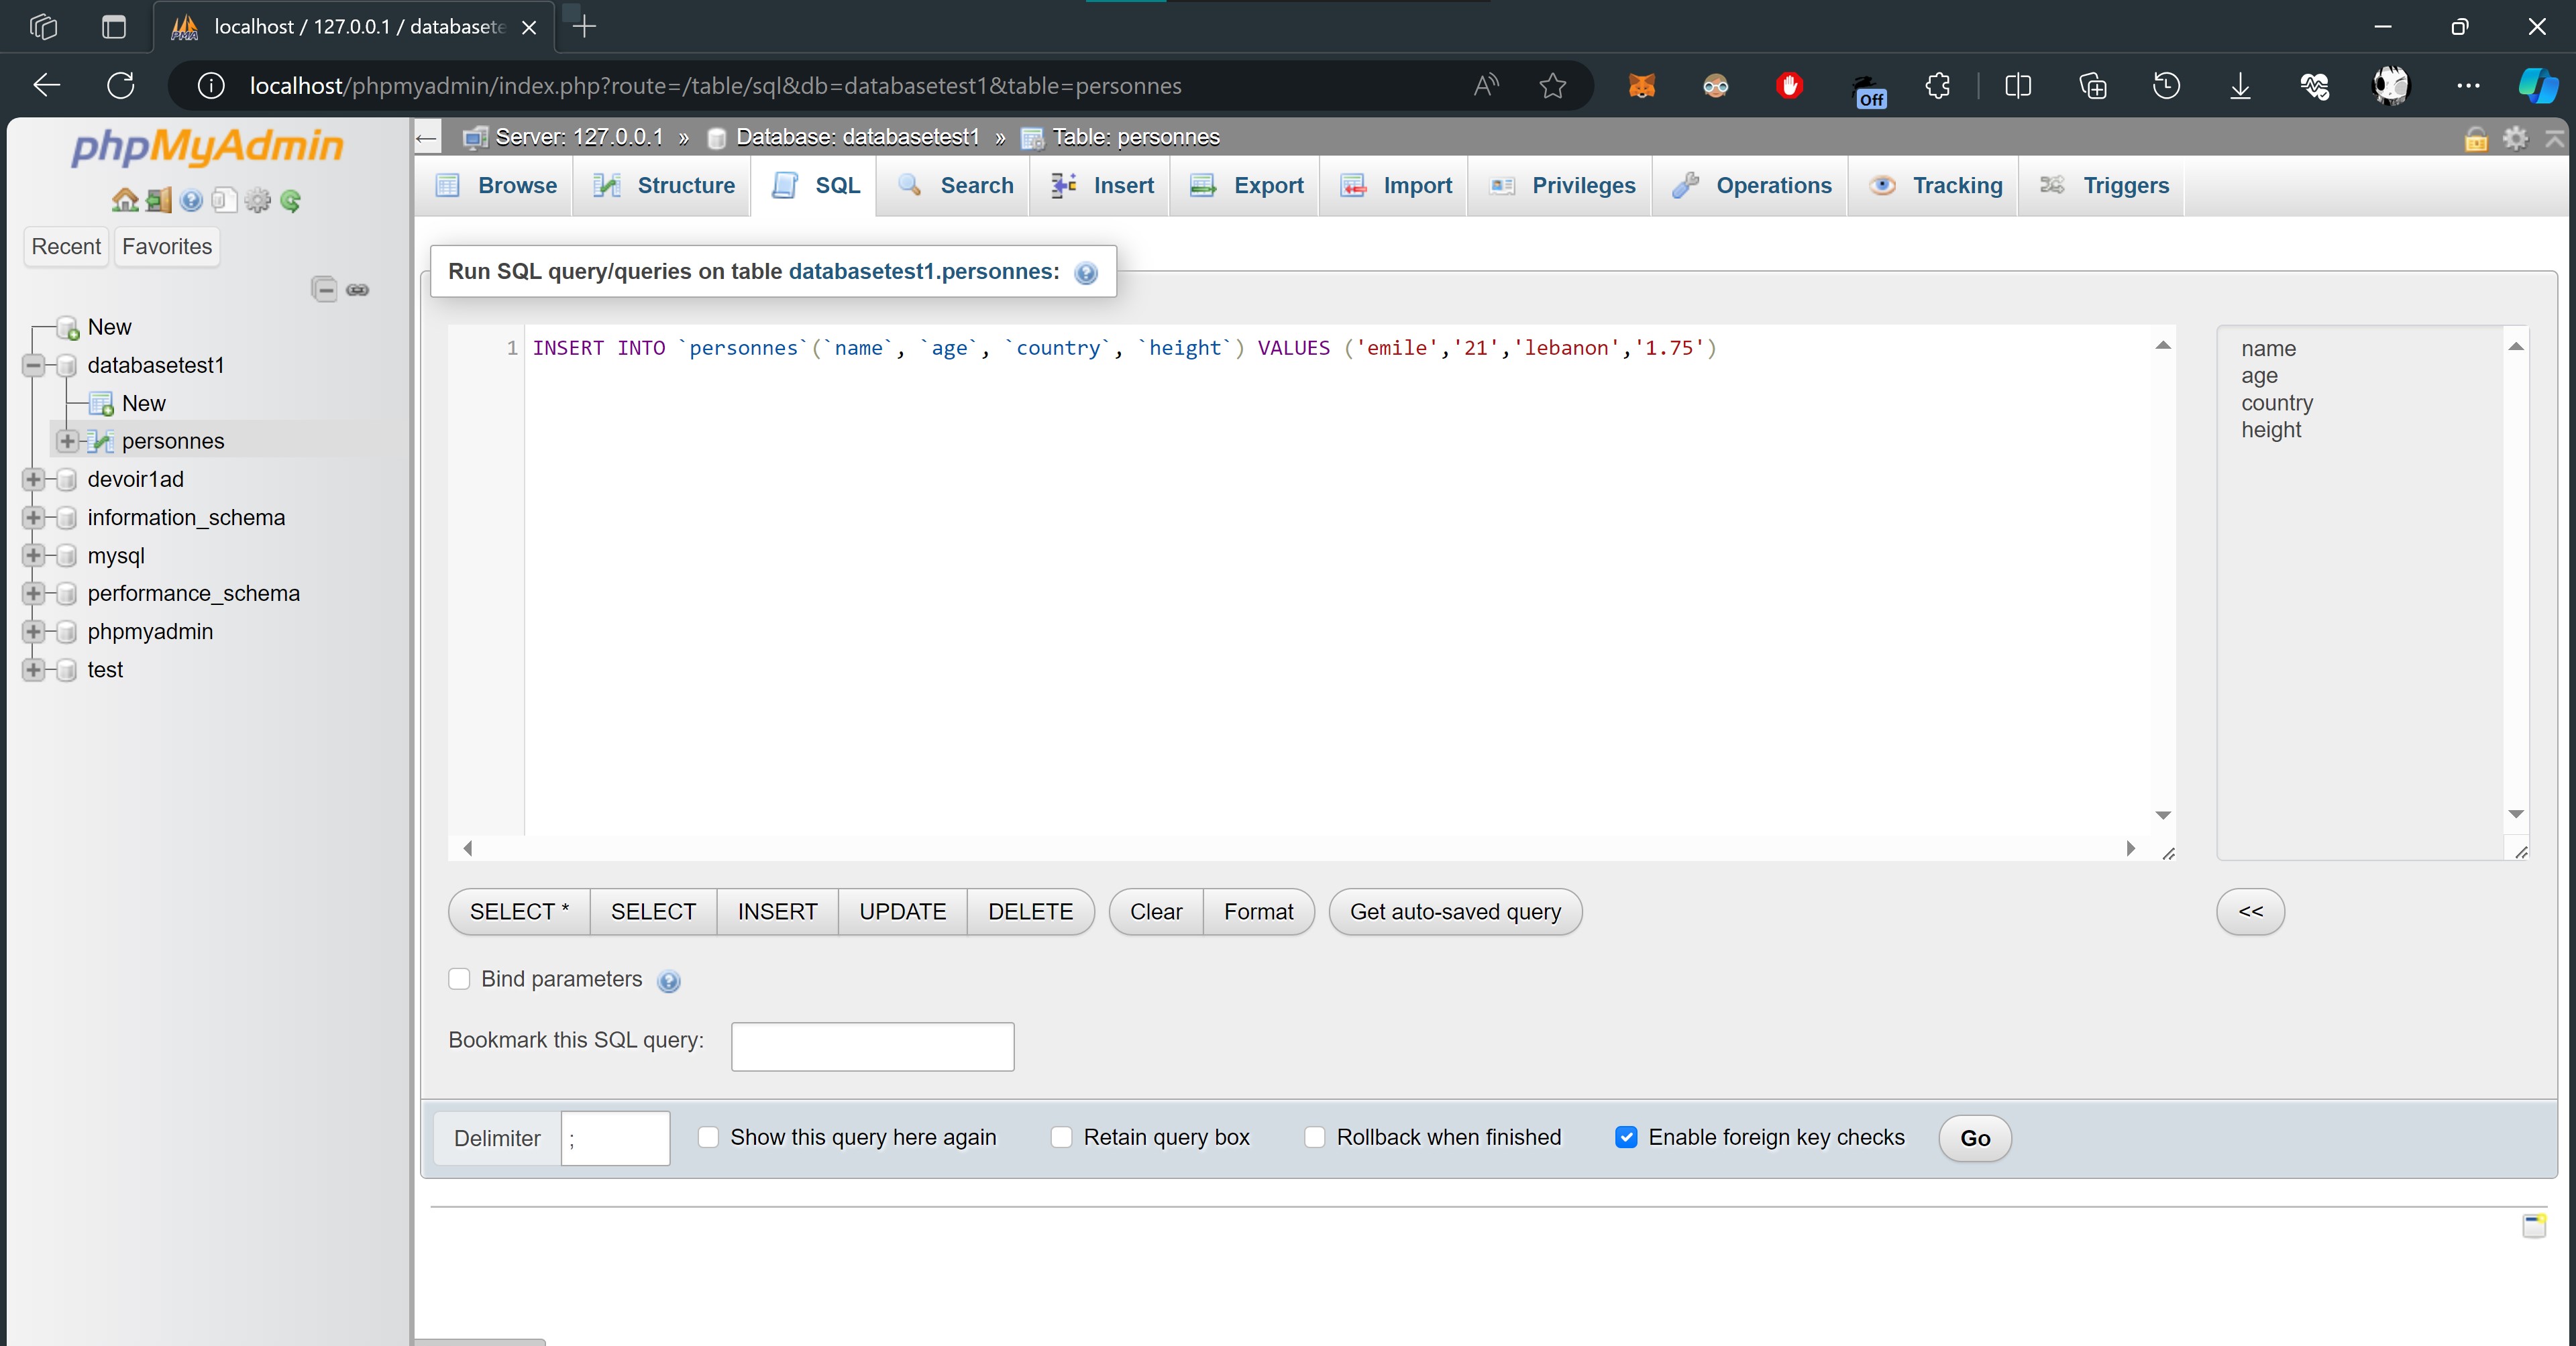 localhost / 127.0.0.1 / databasete
localhost/phpmyadmin/index.php?route=/table/sql&db=databasetest1&table=personnes
Off
phpMyAdmin
Recent
Favorites
New
databasetest1
New
personnes
devoir1ad
information_schema
mysql
performance_schema
phpmyadmin
test
Server: 127.0.0.1 » Database: databasetest1 » Table: personnes
Browse
Structure
SQL
Search
Insert
Export
Import
Privileges
Operations
Tracking
Triggers
Run SQL query/queries on table databasetest1.personnes:
1 INSERT INTO `personnes`(`name`, `age`, `country`, `height`) VALUES ('emile','21','lebanon','1.75')
name
age
country
height
SELECT *
SELECT
INSERT
UPDATE
DELETE
Clear
Format
Get auto-saved query
<<
Bind parameters
Bookmark this SQL query:
Delimiter ;
Show this query here again
Retain query box
Rollback when finished
Enable foreign key checks
Go